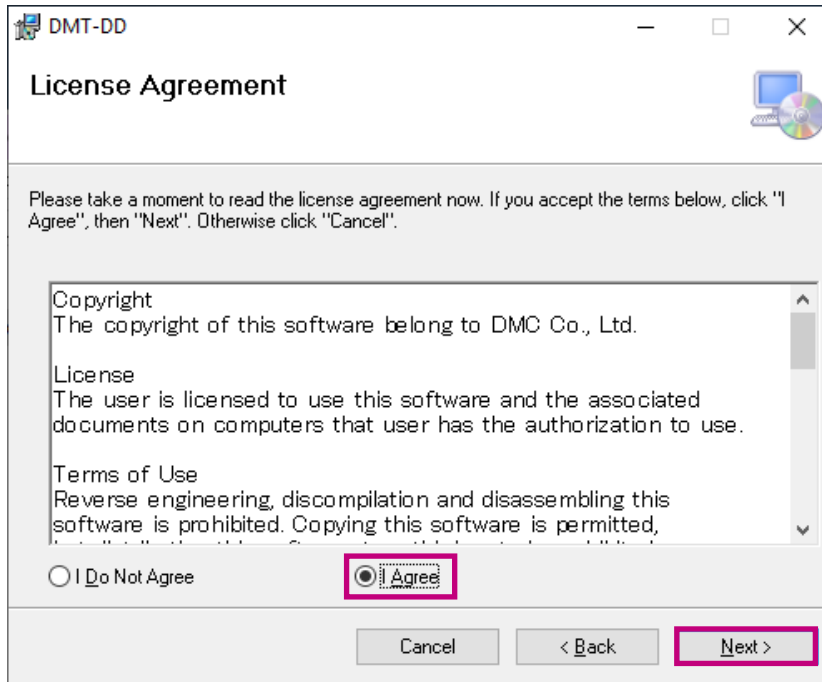 DMT-DD
License Agreement
Please take a moment to read the license agreement now. If you accept the terms below, click "I
Agree", then "Next". Otherwise click "Cancel".
Copyright
The copyright of this software belong to DMC Co., Ltd.
License
The user is licensed to use this software and the associated
documents on computers that user has the authorization to use.
Terms of Use
Reverse engineering, discompilation and disassembling this
software is prohibited. Copying this software is permitted,
I Do Not Agree
I Agree
Cancel
< Back
Next >